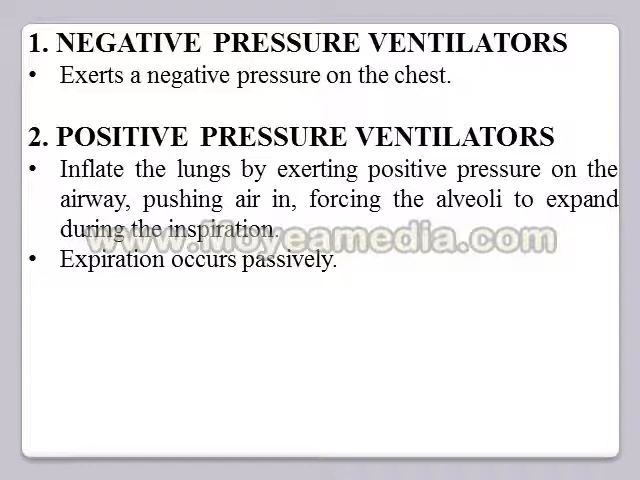 1. NEGATIVE PRESSURE VENTILATORS
• Exerts a negative pressure on the chest.
2. POSITIVE PRESSURE VENTILATORS
• Inflate the lungs by exerting positive pressure on the
airway, pushing air in, forcing the alveoli to expand
during the inspiration.
www.Moyeamedia.com
• Expiration occurs passively.